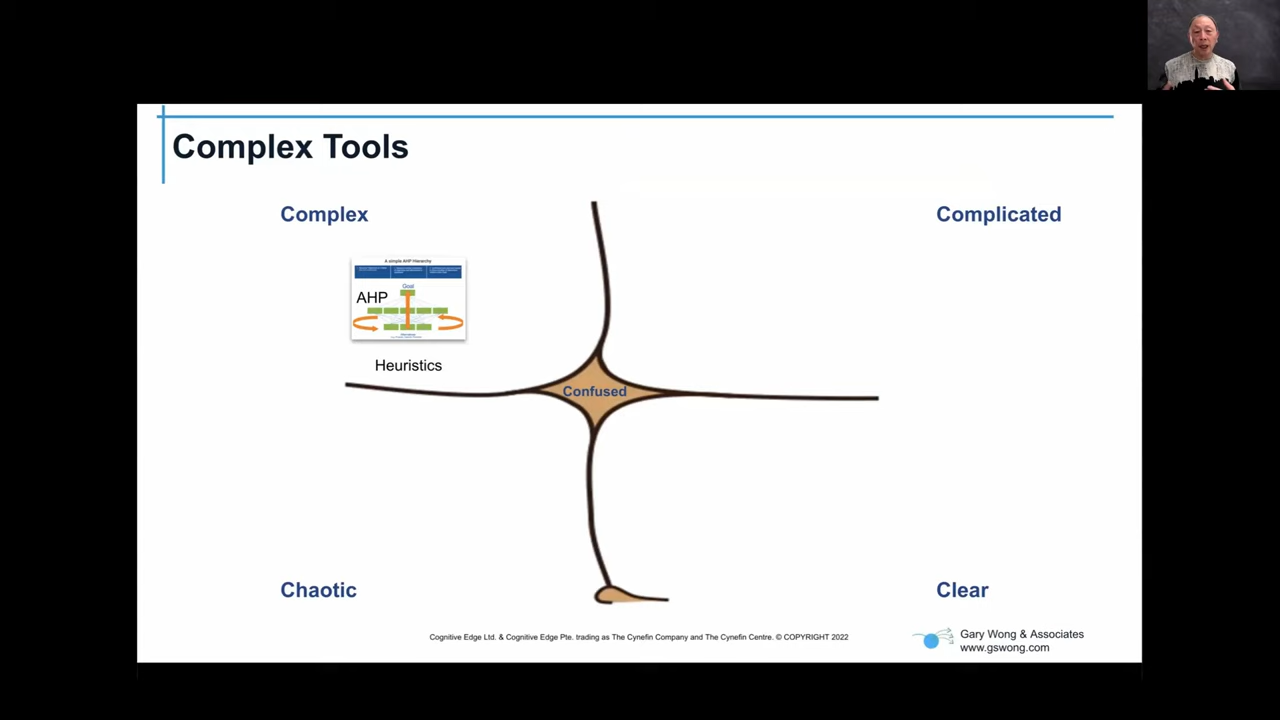 Complex Tools
Complex
Complicated
A simple AHP Hierarchy
Goal
AHP
Heuristics
Confused
Chaotic
Clear
Cognitive Edge Ltd. & Cognitive Edge Pte. trading as The Cynefin Company and The Cynefin Centre. © COPYRIGHT 2022
Gary Wong & Associates
www.gswong.com